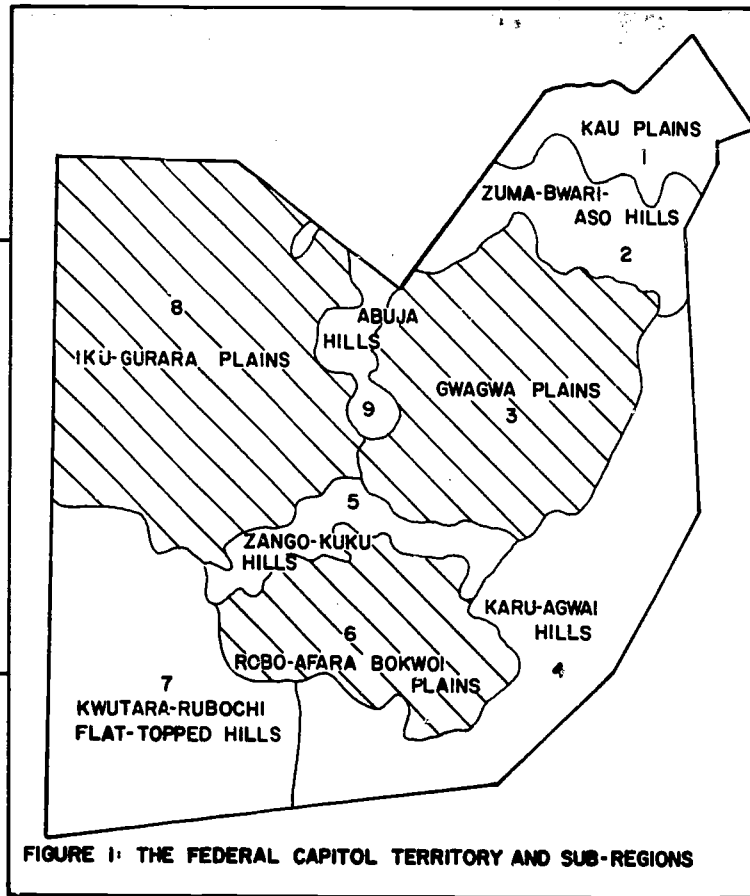 KAU PLAINS
1
ZUMA-BWARI-
ASO HILLS
2
8
IKU-GURARA PLAINS
ABUJA
HILLS
9
GWAGWA PLAINS
3
5
ZANGO-KUKU
HILLS
KARU-AGWAI
HILLS
4
6
ROBO-AFARA BOKWOI
PLAINS
7
KWUTARA-RUBOCHI
FLAT-TOPPED HILLS
FIGURE 1: THE FEDERAL CAPITOL TERRITORY AND SUB-REGIONS